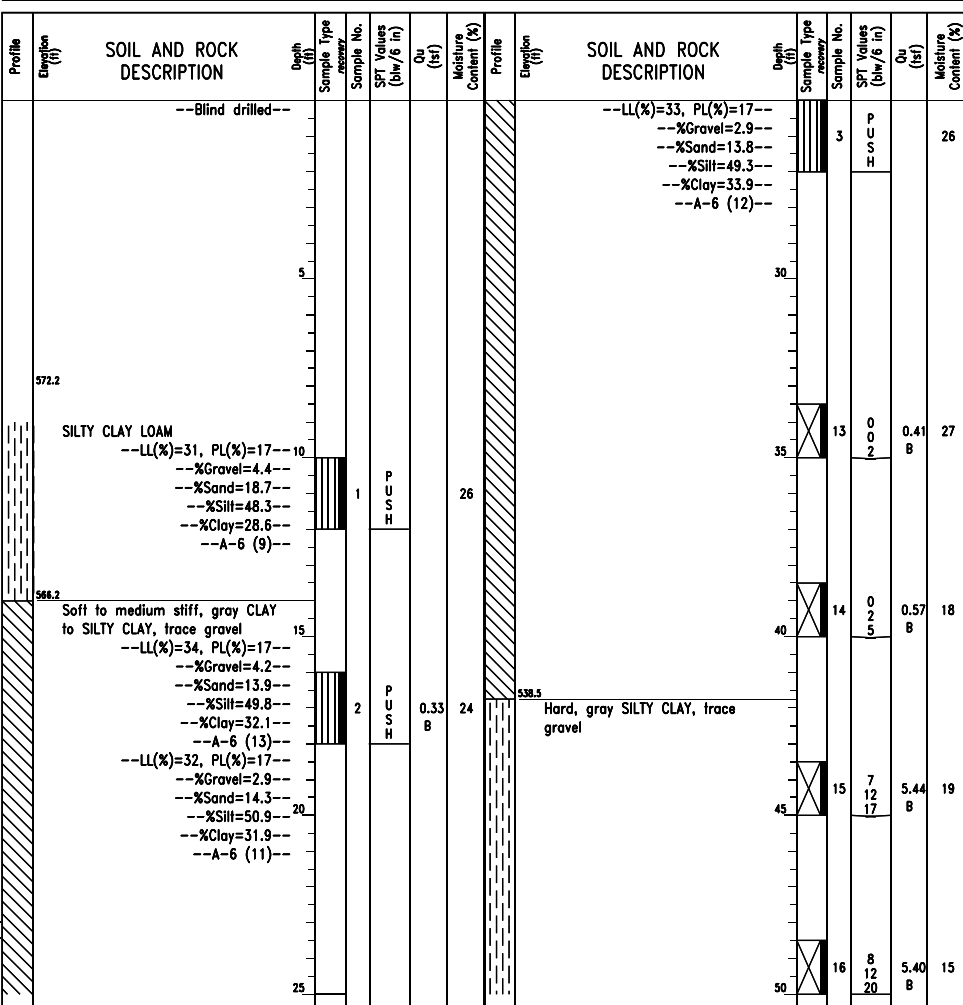 Profile
Elevation
(ft)
SOIL AND ROCK
DESCRIPTION
Depth
(ft)
Sample Type
recovery
Sample No.
SPT Values
(blw/6 in)
Qu
(tsf)
Moisture
Content (%)
--Blind drilled--
5
572.2
SILTY CLAY LOAM
--LL(%)=31, PL(%)=17-- 10
--%Gravel=4.4--
--%Sand=18.7--
--%Silt=48.3--
--%Clay=28.6--
--A-6 (9)--
1
P
U
S
H
26
566.2
Soft to medium stiff, gray CLAY
to SILTY CLAY, trace gravel 15
--LL(%)=34, PL(%)=17--
--%Gravel=4.2--
--%Sand=13.9--
--%Silt=49.8--
--%Clay=32.1--
--A-6 (13)--
2
P
U
S
H
0.33
B
24
--LL(%)=32, PL(%)=17--
--%Gravel=2.9--
--%Sand=14.3-- 20
--%Silt=50.9--
--%Clay=31.9--
--A-6 (11)--
25
Profile
Elevation
(ft)
SOIL AND ROCK
DESCRIPTION
Depth
(ft)
Sample Type
recovery
Sample No.
SPT Values
(blw/6 in)
Qu
(tsf)
Moisture
Content (%)
--LL(%)=33, PL(%)=17--
--%Gravel=2.9--
--%Sand=13.8--
--%Silt=49.3--
--%Clay=33.9--
--A-6 (12)--
3
P
U
S
H
26
30
13
0
0
2
0.41
B
27
35
14
0
2
5
0.57
B
18
40
538.5
Hard, gray SILTY CLAY, trace
gravel
15
7
12
17
5.44
B
19
45
16
8
12
20
5.40
B
15
50